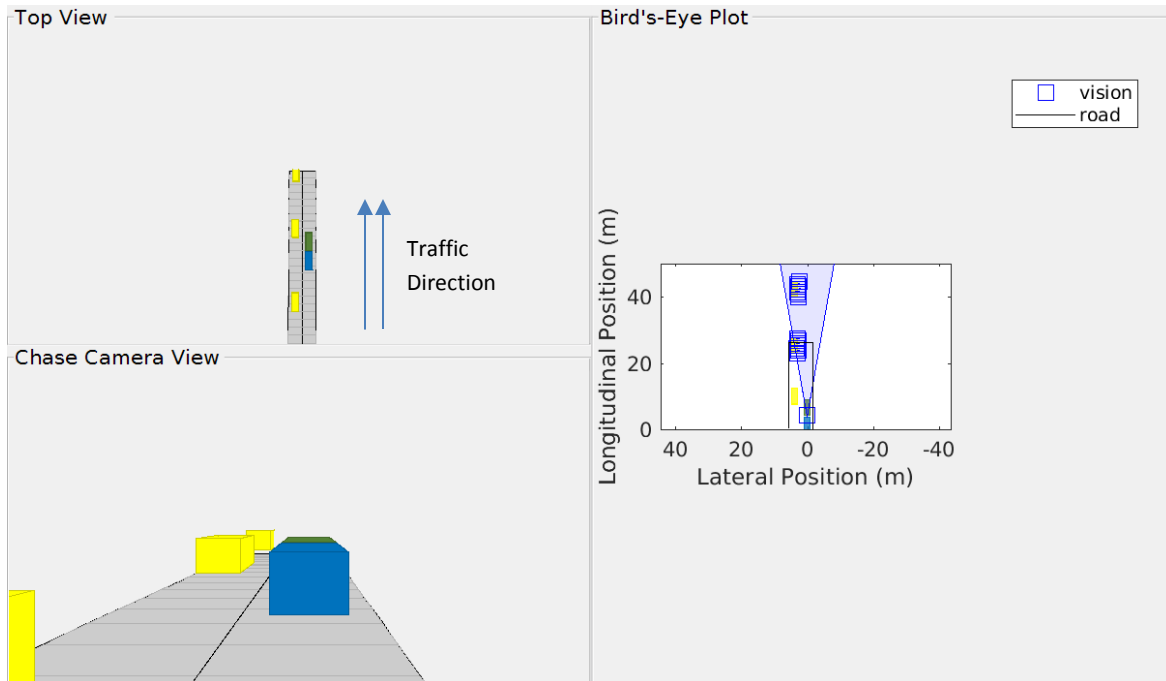 Top View
Traffic
Direction
Chase Camera View
Bird's-Eye Plot
vision
road
Longitudinal Position (m)
40
20
0
40
20
0
-20
-40
Lateral Position (m)